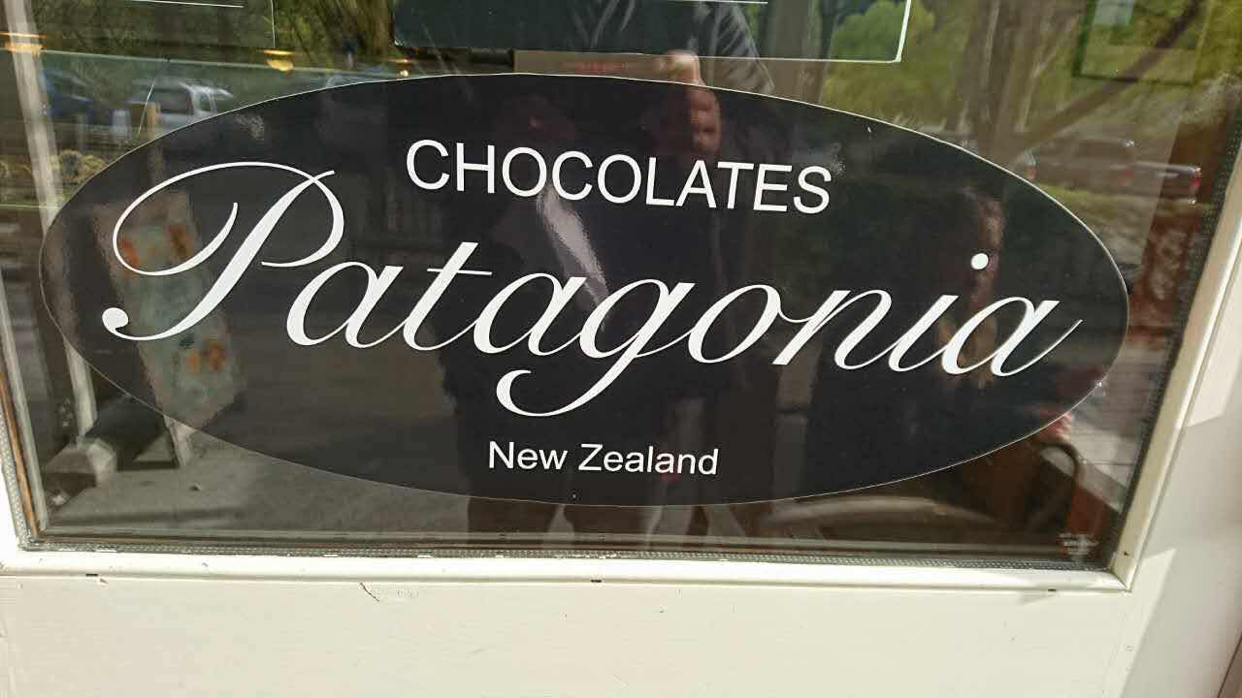 CHOCOLATES
Patagonia
New Zealand